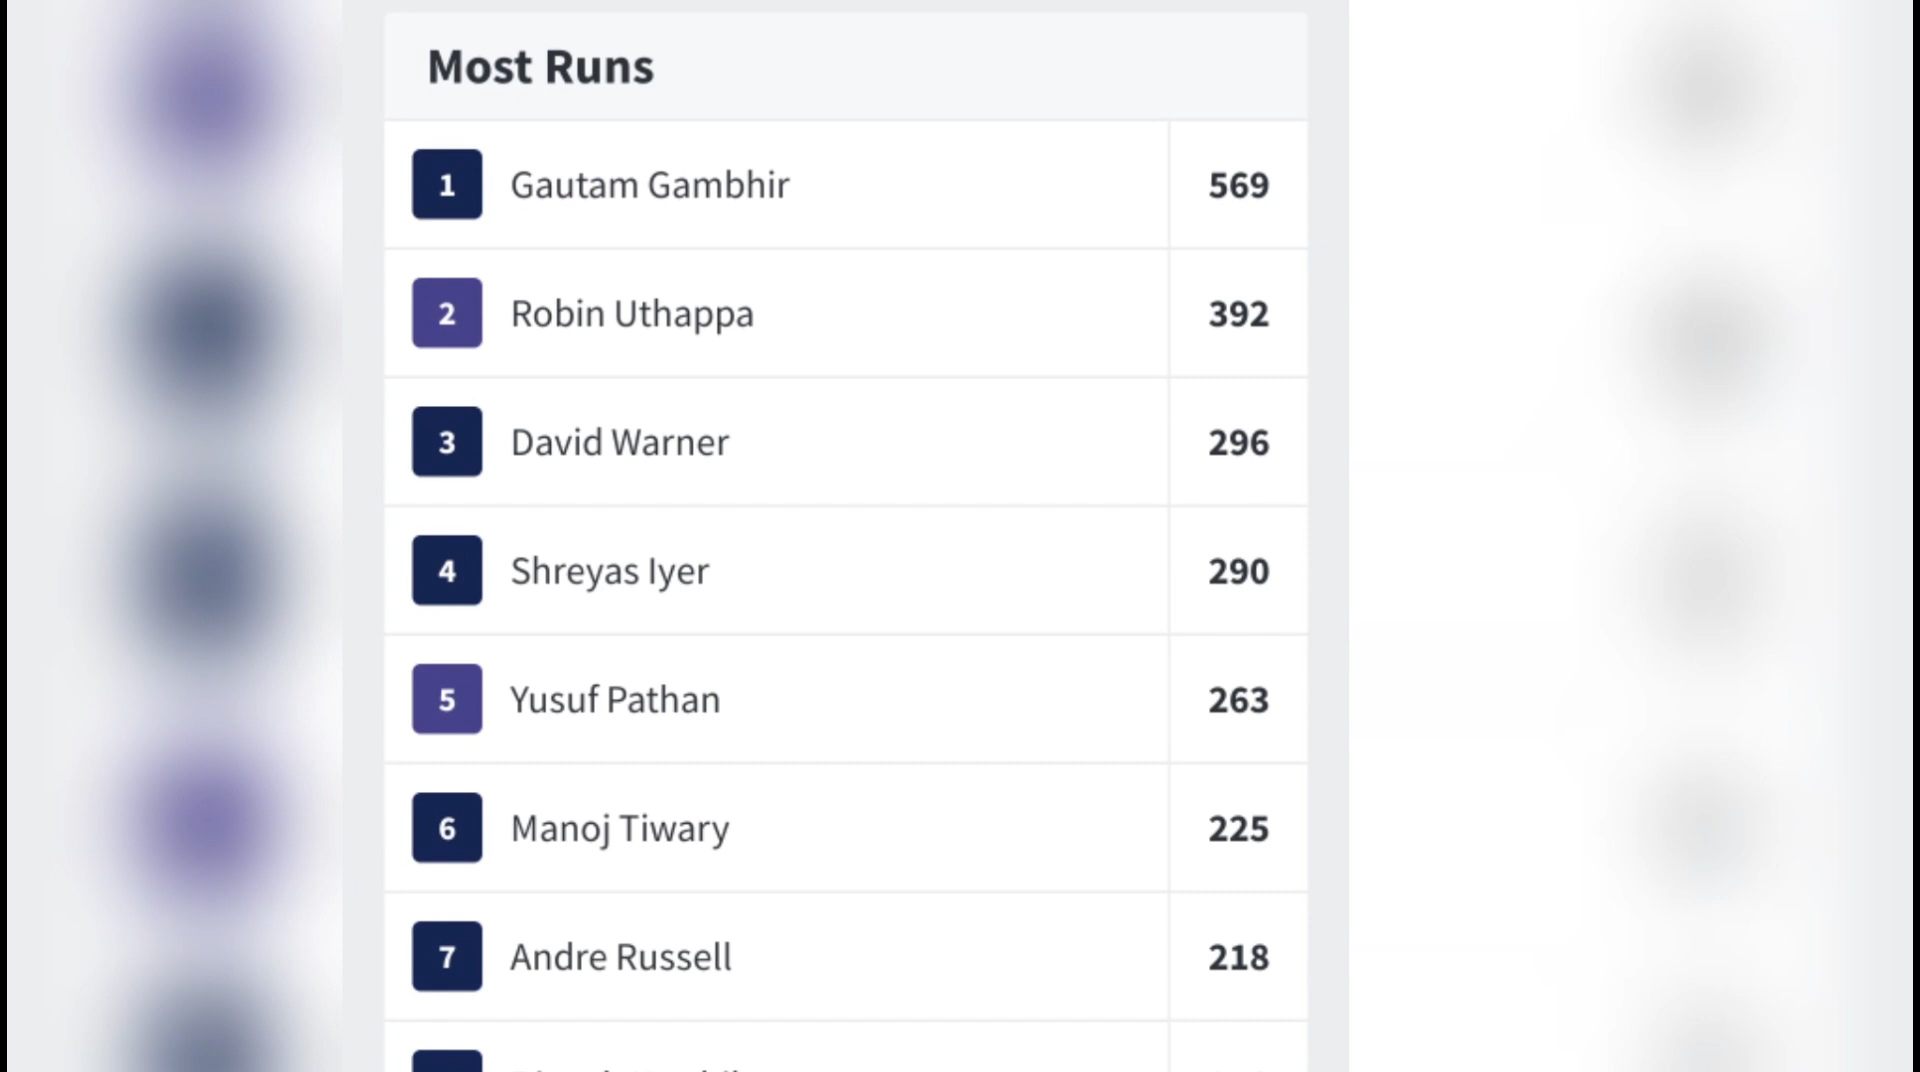 Most Runs
1 Gautam Gambhir 569
2 Robin Uthappa 392
3 David Warner 296
4 Shreyas Iyer 290
5 Yusuf Pathan 263
6 Manoj Tiwary 225
7 Andre Russell 218